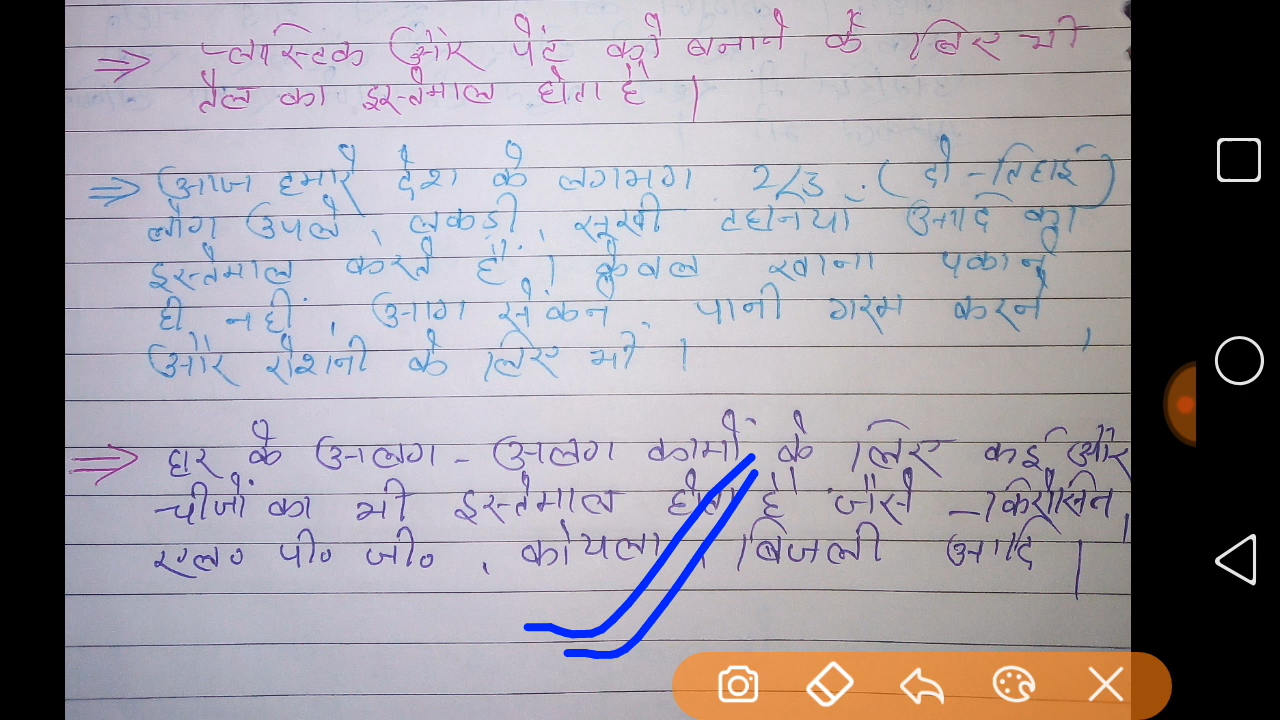 ⇒ प्लास्टिक और पेंट को बनाने के लिए भी
तेल का इस्तेमाल होता है ।
⇒ आज हमारे देश के लगभग 2/3 . (दो-तिहाई)
लोग उपले, लकड़ी, सूखी टहनियाँ आदि का
इस्तेमाल करते हैं । केवल खाना पकाने
ही नहीं, आग सेंकने, पानी गरम करने,
और रोशनी के लिए भी ।
⇒ घर के अलग - अलग कामों के लिए कई और
चीजों का भी इस्तेमाल होता है जैसे - किरोसिन,
एल० पी० जी० , कोयला, बिजली आदि ।